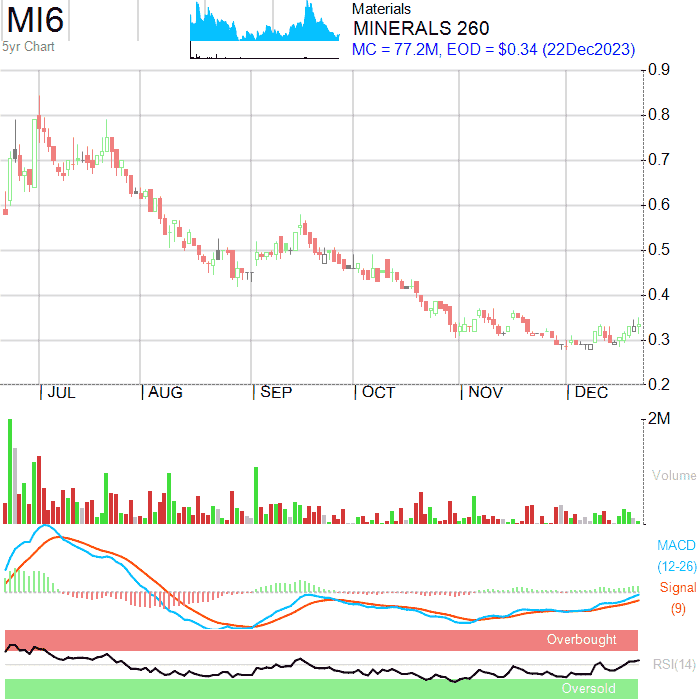 MI6
5yr Chart
Materials
MINERALS 260
MC = 77.2M, EOD = $0.34 (22Dec2023)
0.9
0.8
0.7
0.6
0.5
0.4
0.3
0.2
JUL AUG SEP OCT NOV DEC
2M
Volume
MACD
(12-26)
Signal
(9)
Overbought
RSI(14)
Oversold